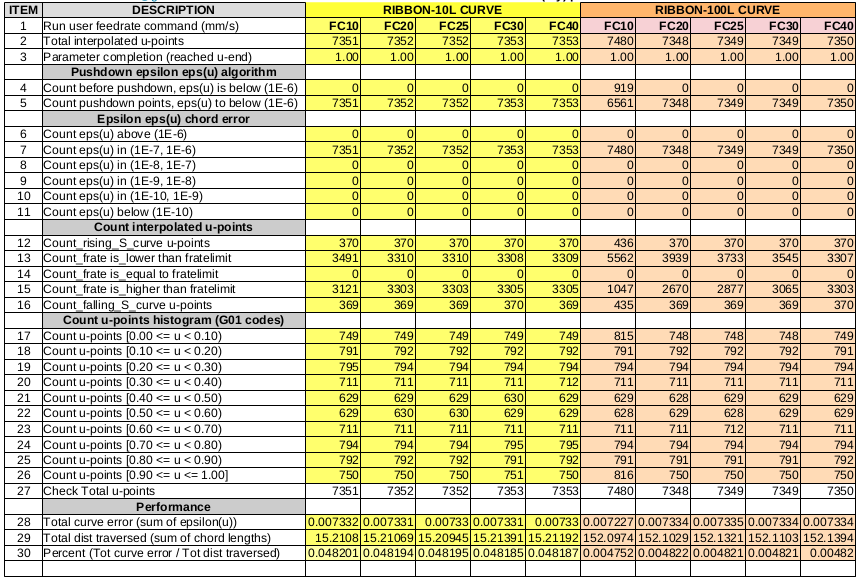 ITEM DESCRIPTION RIBBON-10L CURVE RIBBON-100L CURVE
1 Run user feedrate command (mm/s) FC10 FC20 FC25 FC30 FC40 FC10 FC20 FC25 FC30 FC40
2 Total interpolated u-points 7351 7352 7352 7353 7353 7480 7348 7349 7349 7350
3 Parameter completion (reached u-end) 1.00 1.00 1.00 1.00 1.00 1.00 1.00 1.00 1.00 1.00
Pushdown epsilon eps(u) algorithm
4 Count before pushdown, eps(u) is below (1E-6) 0 0 0 0 0 919 0 0 0 0
5 Count pushdown points, eps(u) to below (1E-6) 7351 7352 7352 7353 7353 6561 7348 7349 7349 7350
Epsilon eps(u) chord error
6 Count eps(u) above (1E-6) 0 0 0 0 0 0 0 0 0 0
7 Count eps(u) in (1E-7, 1E-6) 7351 7352 7352 7353 7353 7480 7348 7349 7349 7350
8 Count eps(u) in (1E-8, 1E-7) 0 0 0 0 0 0 0 0 0 0
9 Count eps(u) in (1E-9, 1E-8) 0 0 0 0 0 0 0 0 0 0
10 Count eps(u) in (1E-10, 1E-9) 0 0 0 0 0 0 0 0 0 0
11 Count eps(u) below (1E-10) 0 0 0 0 0 0 0 0 0 0
Count interpolated u-points
12 Count_rising_S_curve u-points 370 370 370 370 370 436 370 370 370 370
13 Count_frate is_lower than fratelimit 3491 3310 3310 3308 3309 5562 3939 3733 3545 3307
14 Count_frate is_equal to fratelimit 0 0 0 0 0 0 0 0 0 0
15 Count_frate is_higher than fratelimit 3121 3303 3303 3305 3305 1047 2670 2877 3065 3303
16 Count_falling_S_curve u-points 369 369 369 370 369 435 369 369 369 370
Count u-points histogram (G01 codes)
17 Count u-points [0.00 <= u < 0.10) 749 749 749 749 749 815 748 748 748 749
18 Count u-points [0.10 <= u < 0.20) 791 792 792 792 792 791 792 792 791 792
19 Count u-points [0.20 <= u < 0.30) 795 794 794 794 794 794 794 794 794 794
20 Count u-points [0.30 <= u < 0.40) 711 711 711 711 712 711 711 711 711 711
21 Count u-points [0.40 <= u < 0.50) 629 629 629 630 629 629 628 629 629 629
22 Count u-points [0.50 <= u < 0.60) 629 630 630 629 629 628 629 628 629 629
23 Count u-points [0.60 <= u < 0.70) 711 711 711 711 711 711 711 712 711 711
24 Count u-points [0.70 <= u < 0.80) 794 794 794 795 795 794 794 794 794 794
25 Count u-points [0.80 <= u < 0.90) 792 792 791 792 791 791 791 791 792 791
26 Count u-points [0.90 <= u <= 1.00] 750 750 751 750 751 816 750 750 750 750
27 Check Total u-points 7351 7352 7352 7353 7353 7480 7348 7349 7349 7350
Performance
28 Total curve error (sum of epsilon(u)) 0.007332 0.007331 0.00733 0.007331 0.00733 0.007227 0.007334 0.007335 0.007334 0.007334
29 Total dist traversed (sum of chord lengths) 15.2108 15.21069 15.20945 15.21391 15.21192 152.0974 152.1029 152.1321 152.1103 152.1394
30 Percent (Tot curve error / Tot dist traversed) 0.048201 0.048194 0.048195 0.048185 0.048187 0.004752 0.004822 0.004821 0.004821 0.00482